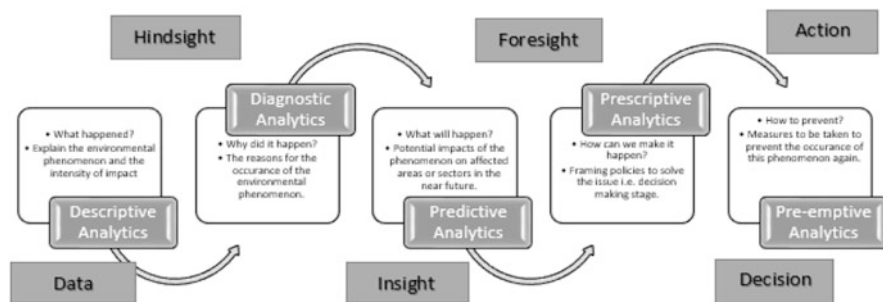 Hindsight
Foresight
Action
Descriptive
Analytics
• What happened?
• Explain the environmental
phenomenon and the
intensity of impact
Diagnostic
Analytics
• Why did it happen?
• The reasons for the
occurance of the
environmental
phenomenon.
Predictive
Analytics
• What will happen?
• Potential impacts of the
phenomenon on affected
areas or sectors in the
near future.
Prescriptive
Analytics
• How can we make it
happen?
• Framing policies to solve
the issue i.e. decision
making stage.
Pre-emptive
Analytics
• How to prevent?
• Measures to be taken to
prevent the occurance of
this phenomenon again.
Data
Insight
Decision